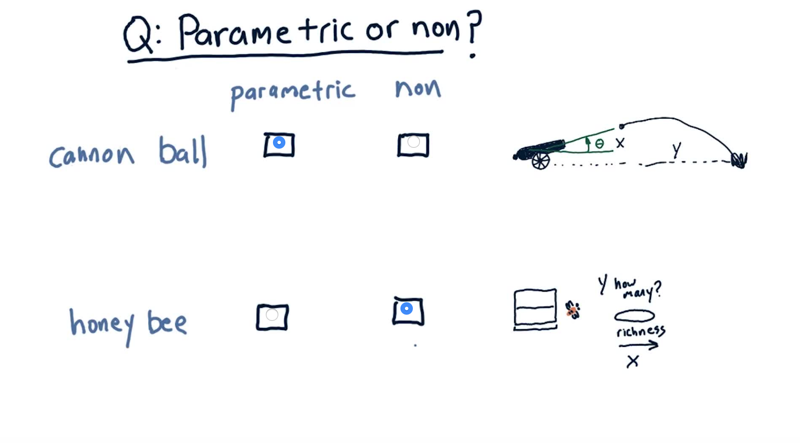 Q: Parametric or non?
parametric non
cannon ball
θ x y
honey bee
Y how many?
richness
X